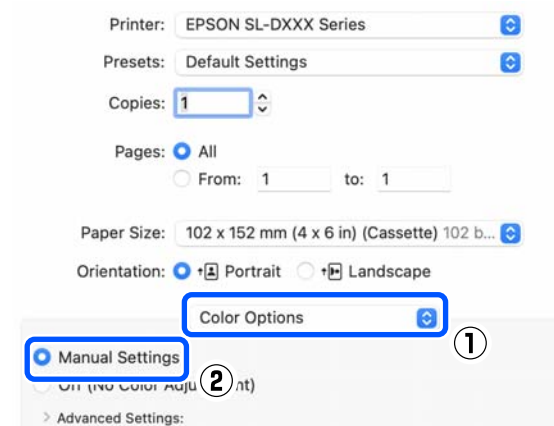 Printer: EPSON SL-DXXX Series
Presets: Default Settings
Copies: 1
Pages: All
From: 1 to: 1
Paper Size: 102 x 152 mm (4 x 6 in) (Cassette) 102 b...
Orientation: Portrait Landscape
Color Options
①
Manual Settings
②
(No Color nt)
Advanced Settings: